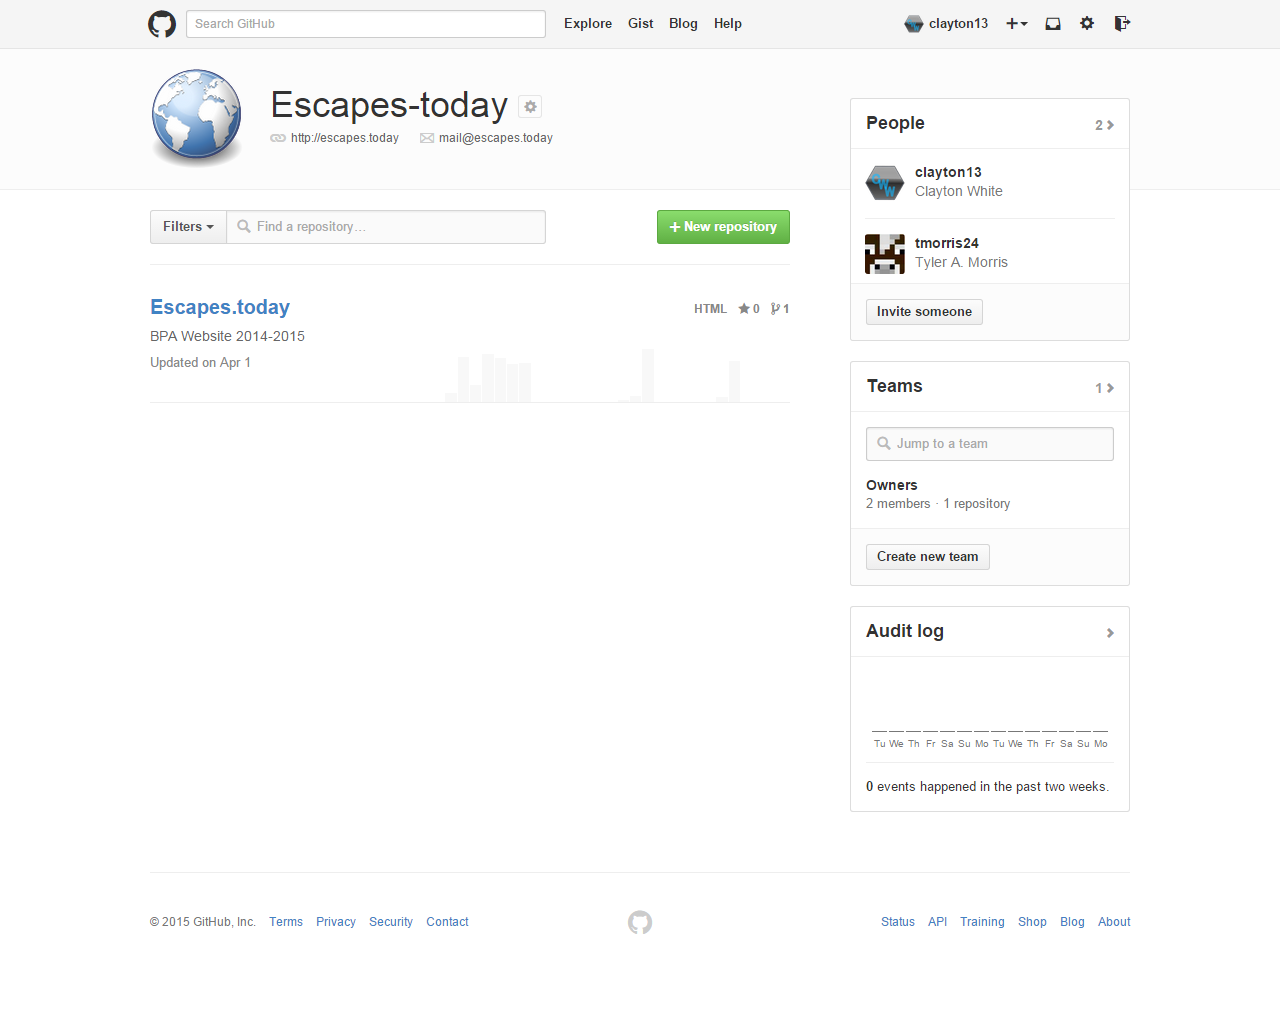 Search GitHub
Explore Gist Blog Help
clayton13
Escapes-today
http://escapes.today mail@escapes.today
Filters
Find a repository...
New repository
Escapes.today
HTML 0 1
BPA Website 2014-2015
Updated on Apr 1
People 2
clayton13
Clayton White
tmorris24
Tyler A. Morris
Invite someone
Teams 1
Jump to a team
Owners
2 members · 1 repository
Create new team
Audit log
Tu We Th Fr Sa Su Mo Tu We Th Fr Sa Su Mo
0 events happened in the past two weeks.
© 2015 GitHub, Inc. Terms Privacy Security Contact
Status API Training Shop Blog About